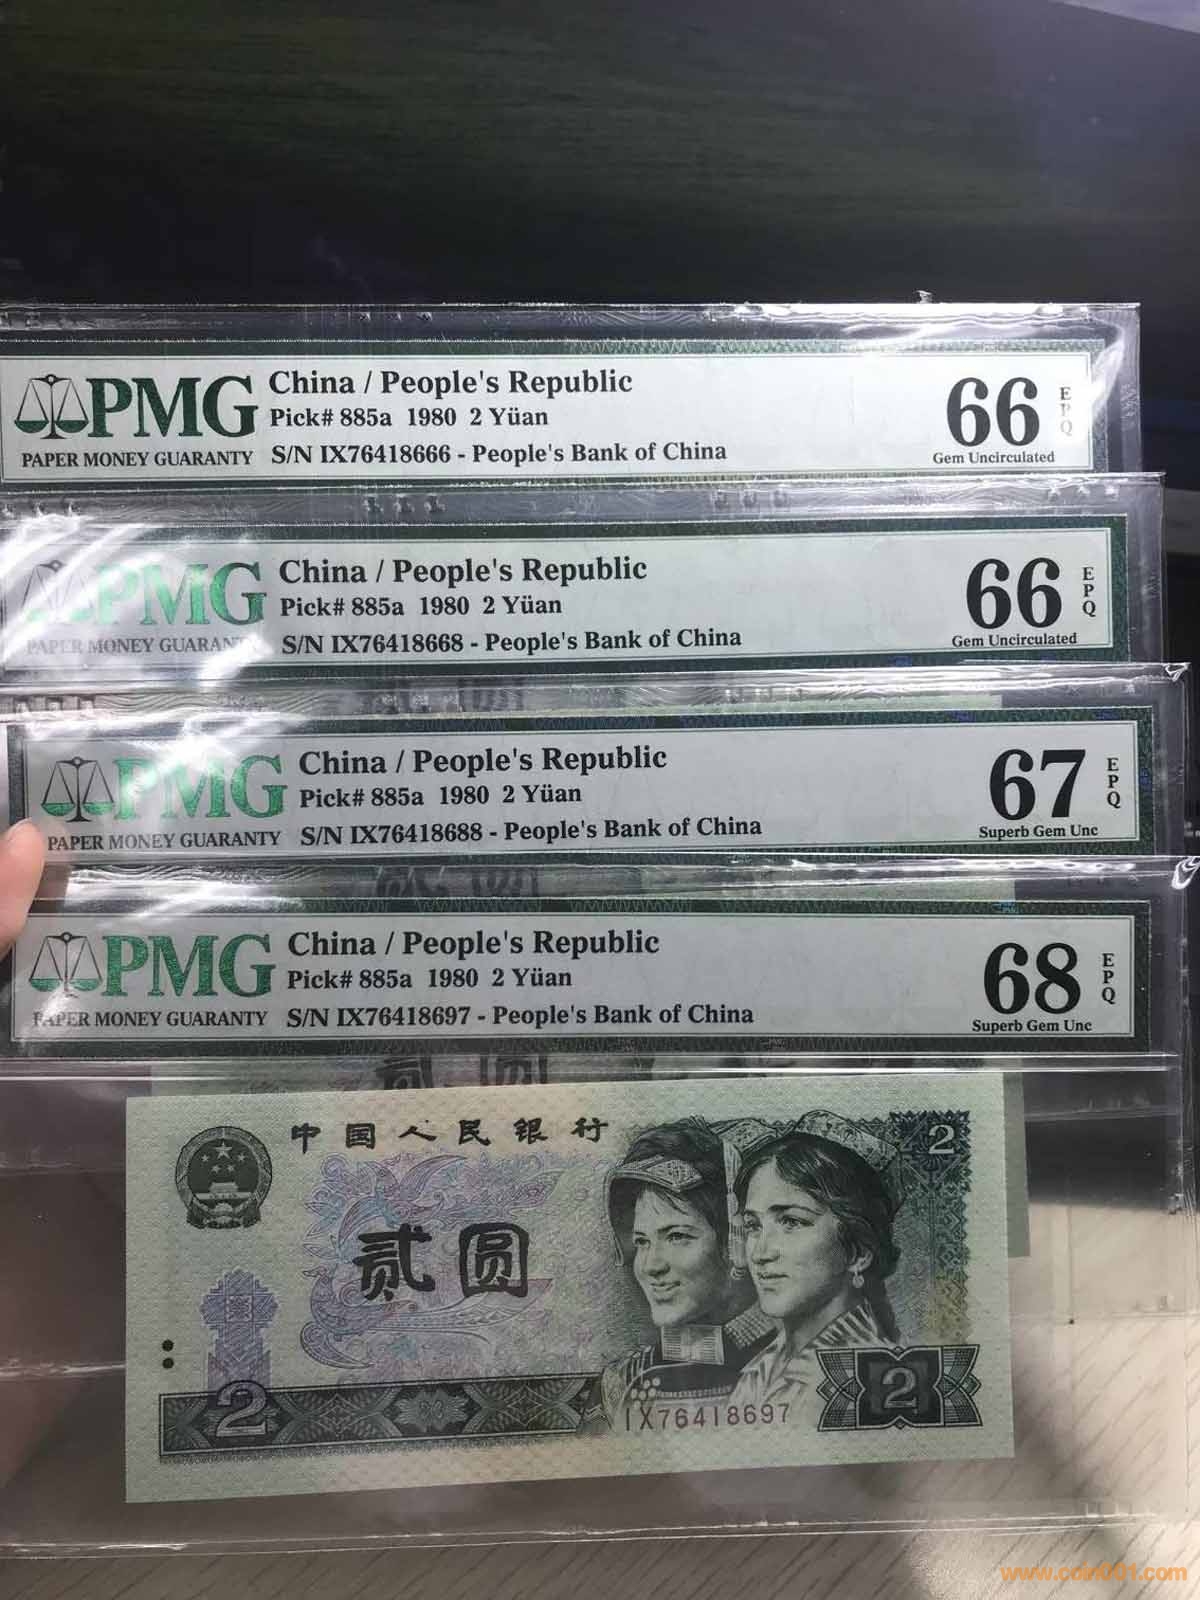 PMG
PAPER MONEY GUARANTY
China / People's Republic
Pick# 885a 1980 2 Yüan
S/N IX76418666 - People's Bank of China
66 EPQ
Gem Uncirculated
PMG
PAPER MONEY GUARANTY
China / People's Republic
Pick# 885a 1980 2 Yüan
S/N IX76418668 - People's Bank of China
66 EPQ
Gem Uncirculated
PMG
PAPER MONEY GUARANTY
China / People's Republic
Pick# 885a 1980 2 Yüan
S/N IX76418688 - People's Bank of China
67 EPQ
Superb Gem Unc
PMG
PAPER MONEY GUARANTY
China / People's Republic
Pick# 885a 1980 2 Yüan
S/N IX76418697 - People's Bank of China
68 EPQ
Superb Gem Unc
贰圆
中国人民银行
2
贰圆
2
IX76418697
2
www.coin001.com